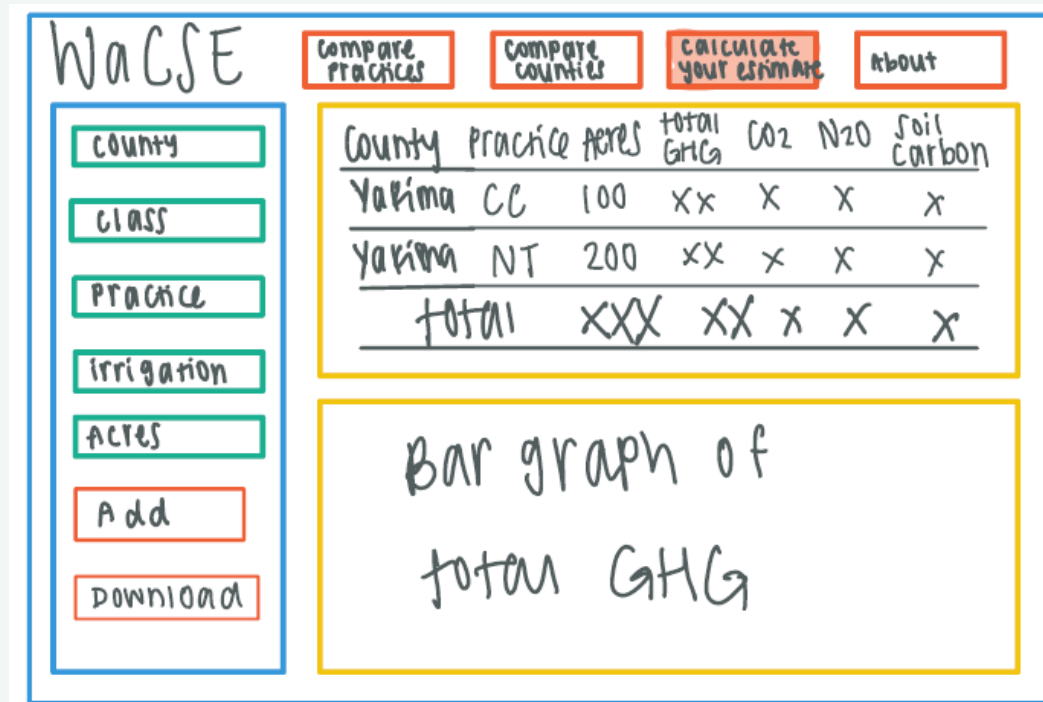 WaCSE
compare
practices
compare
counties
calculate
your estimate
About
county
class
practice
irrigation
Acres
Add
Download
County Practice Acres total GHG CO2 N2O Soil carbon
Yakima CC 100 XX X X X
Yakima NT 200 XX X X X
total XXX XX X X X
Bar graph of
total GHG